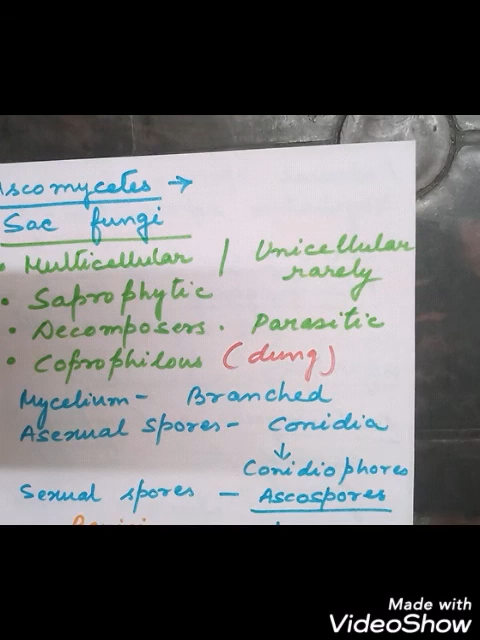 Ascomycetes →
Sac fungi
• Multicellular / Unicellular rarely
• Saprophytic
• Decomposers. Parasitic
• Coprophilous (dung)
Mycelium - Branched
Asexual spores - Conidia
↓
Conidiophores
Sexual spores - Ascospores
Made with
VideoShow